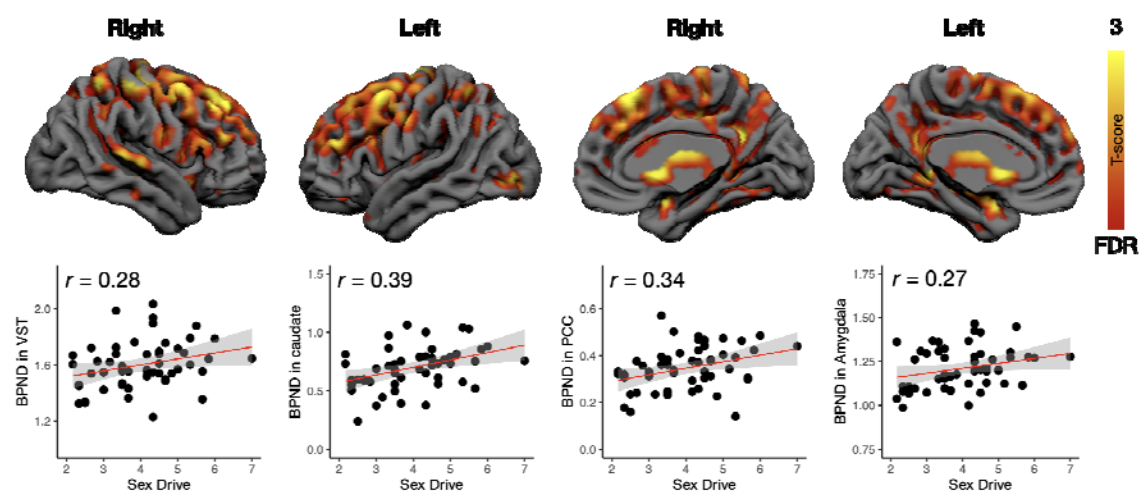 Right
Left
Right
Left
3
T-score
FDR
r = 0.28
BPND in VST
2.0
1.6
1.2
2 3 4 5 6 7
Sex Drive
r = 0.39
BPND in caudate
1.5
1.0
0.5
0.0
2 3 4 5 6 7
Sex Drive
r = 0.34
BPND in PCC
0.6
0.4
0.2
0.0
2 3 4 5 6 7
Sex Drive
r = 0.27
BPND in Amygdala
1.75
1.50
1.25
1.00
0.75
2 3 4 5 6 7
Sex Drive